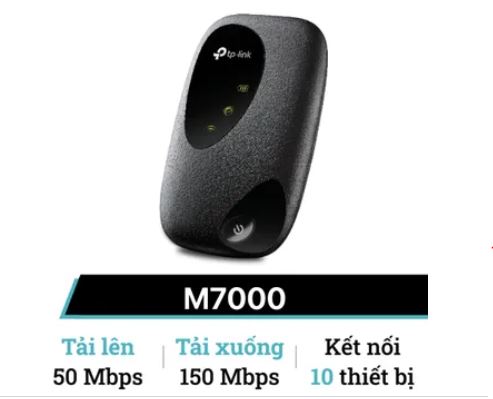 tp-link
M7000
Tải lên | Tải xuống | Kết nối
50 Mbps | 150 Mbps | 10 thiết bị